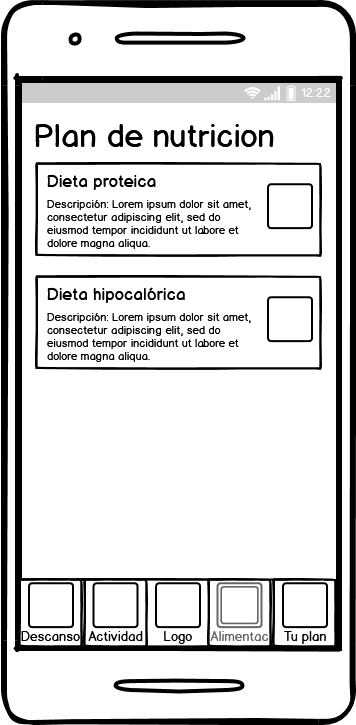 12:22
Plan de nutricion
Dieta proteica
Descripción: Lorem ipsum dolor sit amet,
consectetur adipiscing elit, sed do
eiusmod tempor incididunt ut labore et
dolore magna aliqua.
Dieta hipocalórica
Descripción: Lorem ipsum dolor sit amet,
consectetur adipiscing elit, sed do
eiusmod tempor incididunt ut labore et
dolore magna aliqua.
Descanso Actividad Logo Alimentac Tu plan